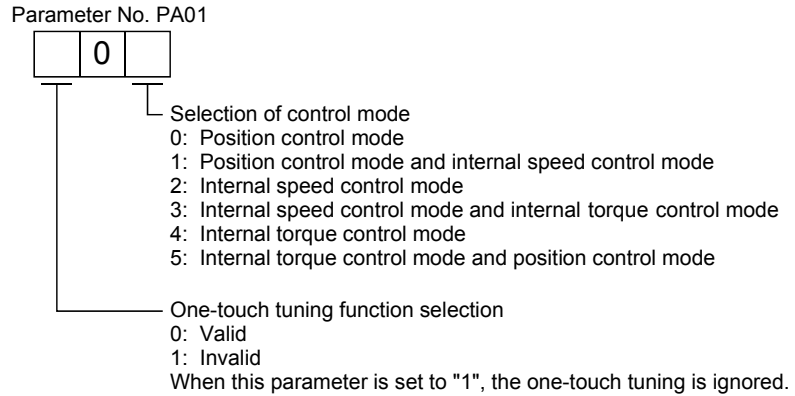 Parameter No. PA01
0
Selection of control mode
0: Position control mode
1: Position control mode and internal speed control mode
2: Internal speed control mode
3: Internal speed control mode and internal torque control mode
4: Internal torque control mode
5: Internal torque control mode and position control mode
One-touch tuning function selection
0: Valid
1: Invalid
When this parameter is set to "1", the one-touch tuning is ignored.